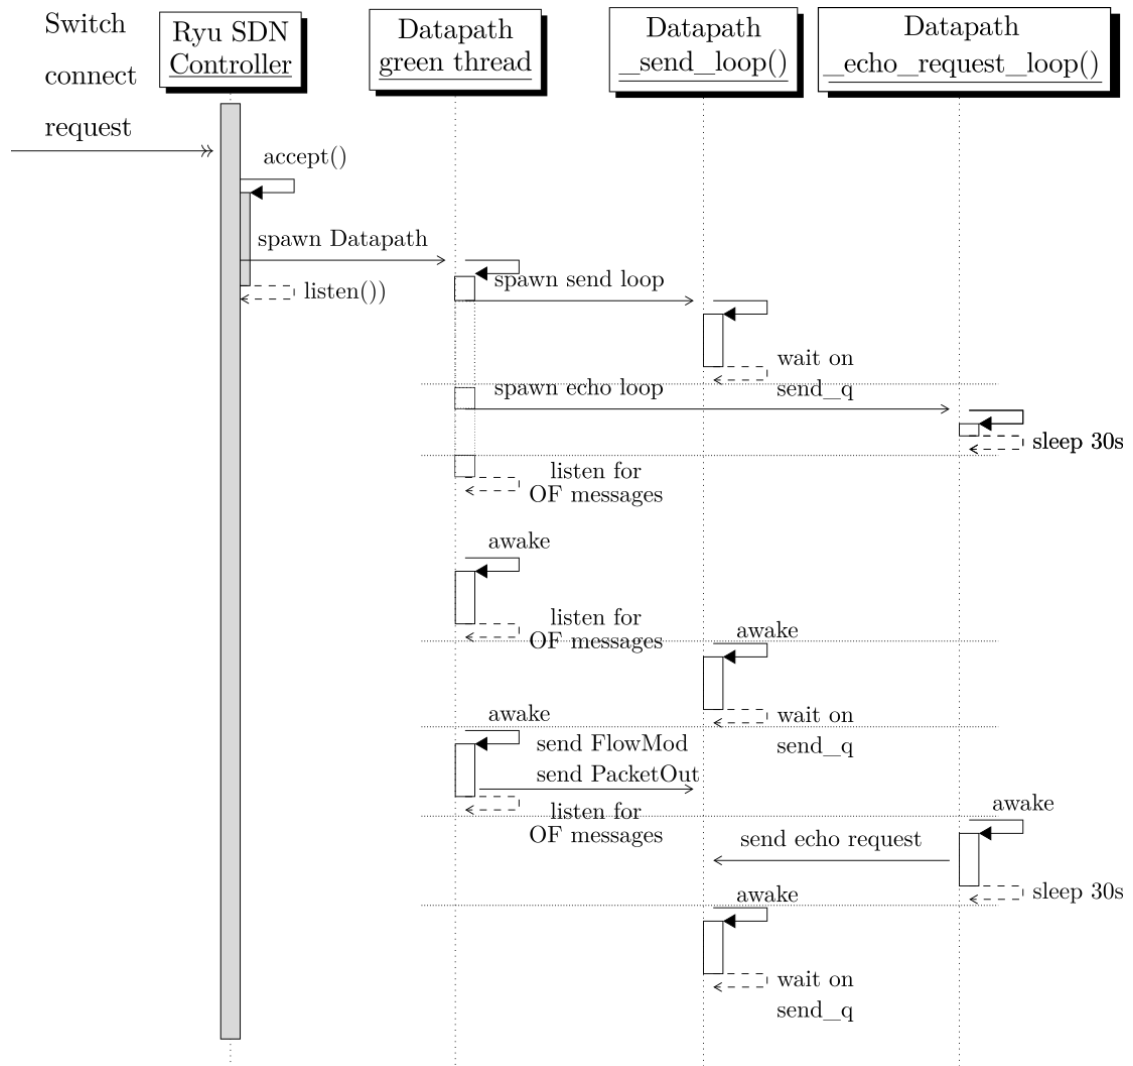 Switch
connect
request
Ryu SDN
Controller
Datapath
green thread
Datapath
_send_loop()
Datapath
_echo_request_loop()
accept()
spawn Datapath
listen())
spawn send loop
wait on
send_q
spawn echo loop
sleep 30s
listen for
OF messages
awake
listen for
OF messages
awake
wait on
send_q
awake
send FlowMod
send PacketOut
listen for
OF messages
awake
send echo request
sleep 30s
awake
wait on
send_q